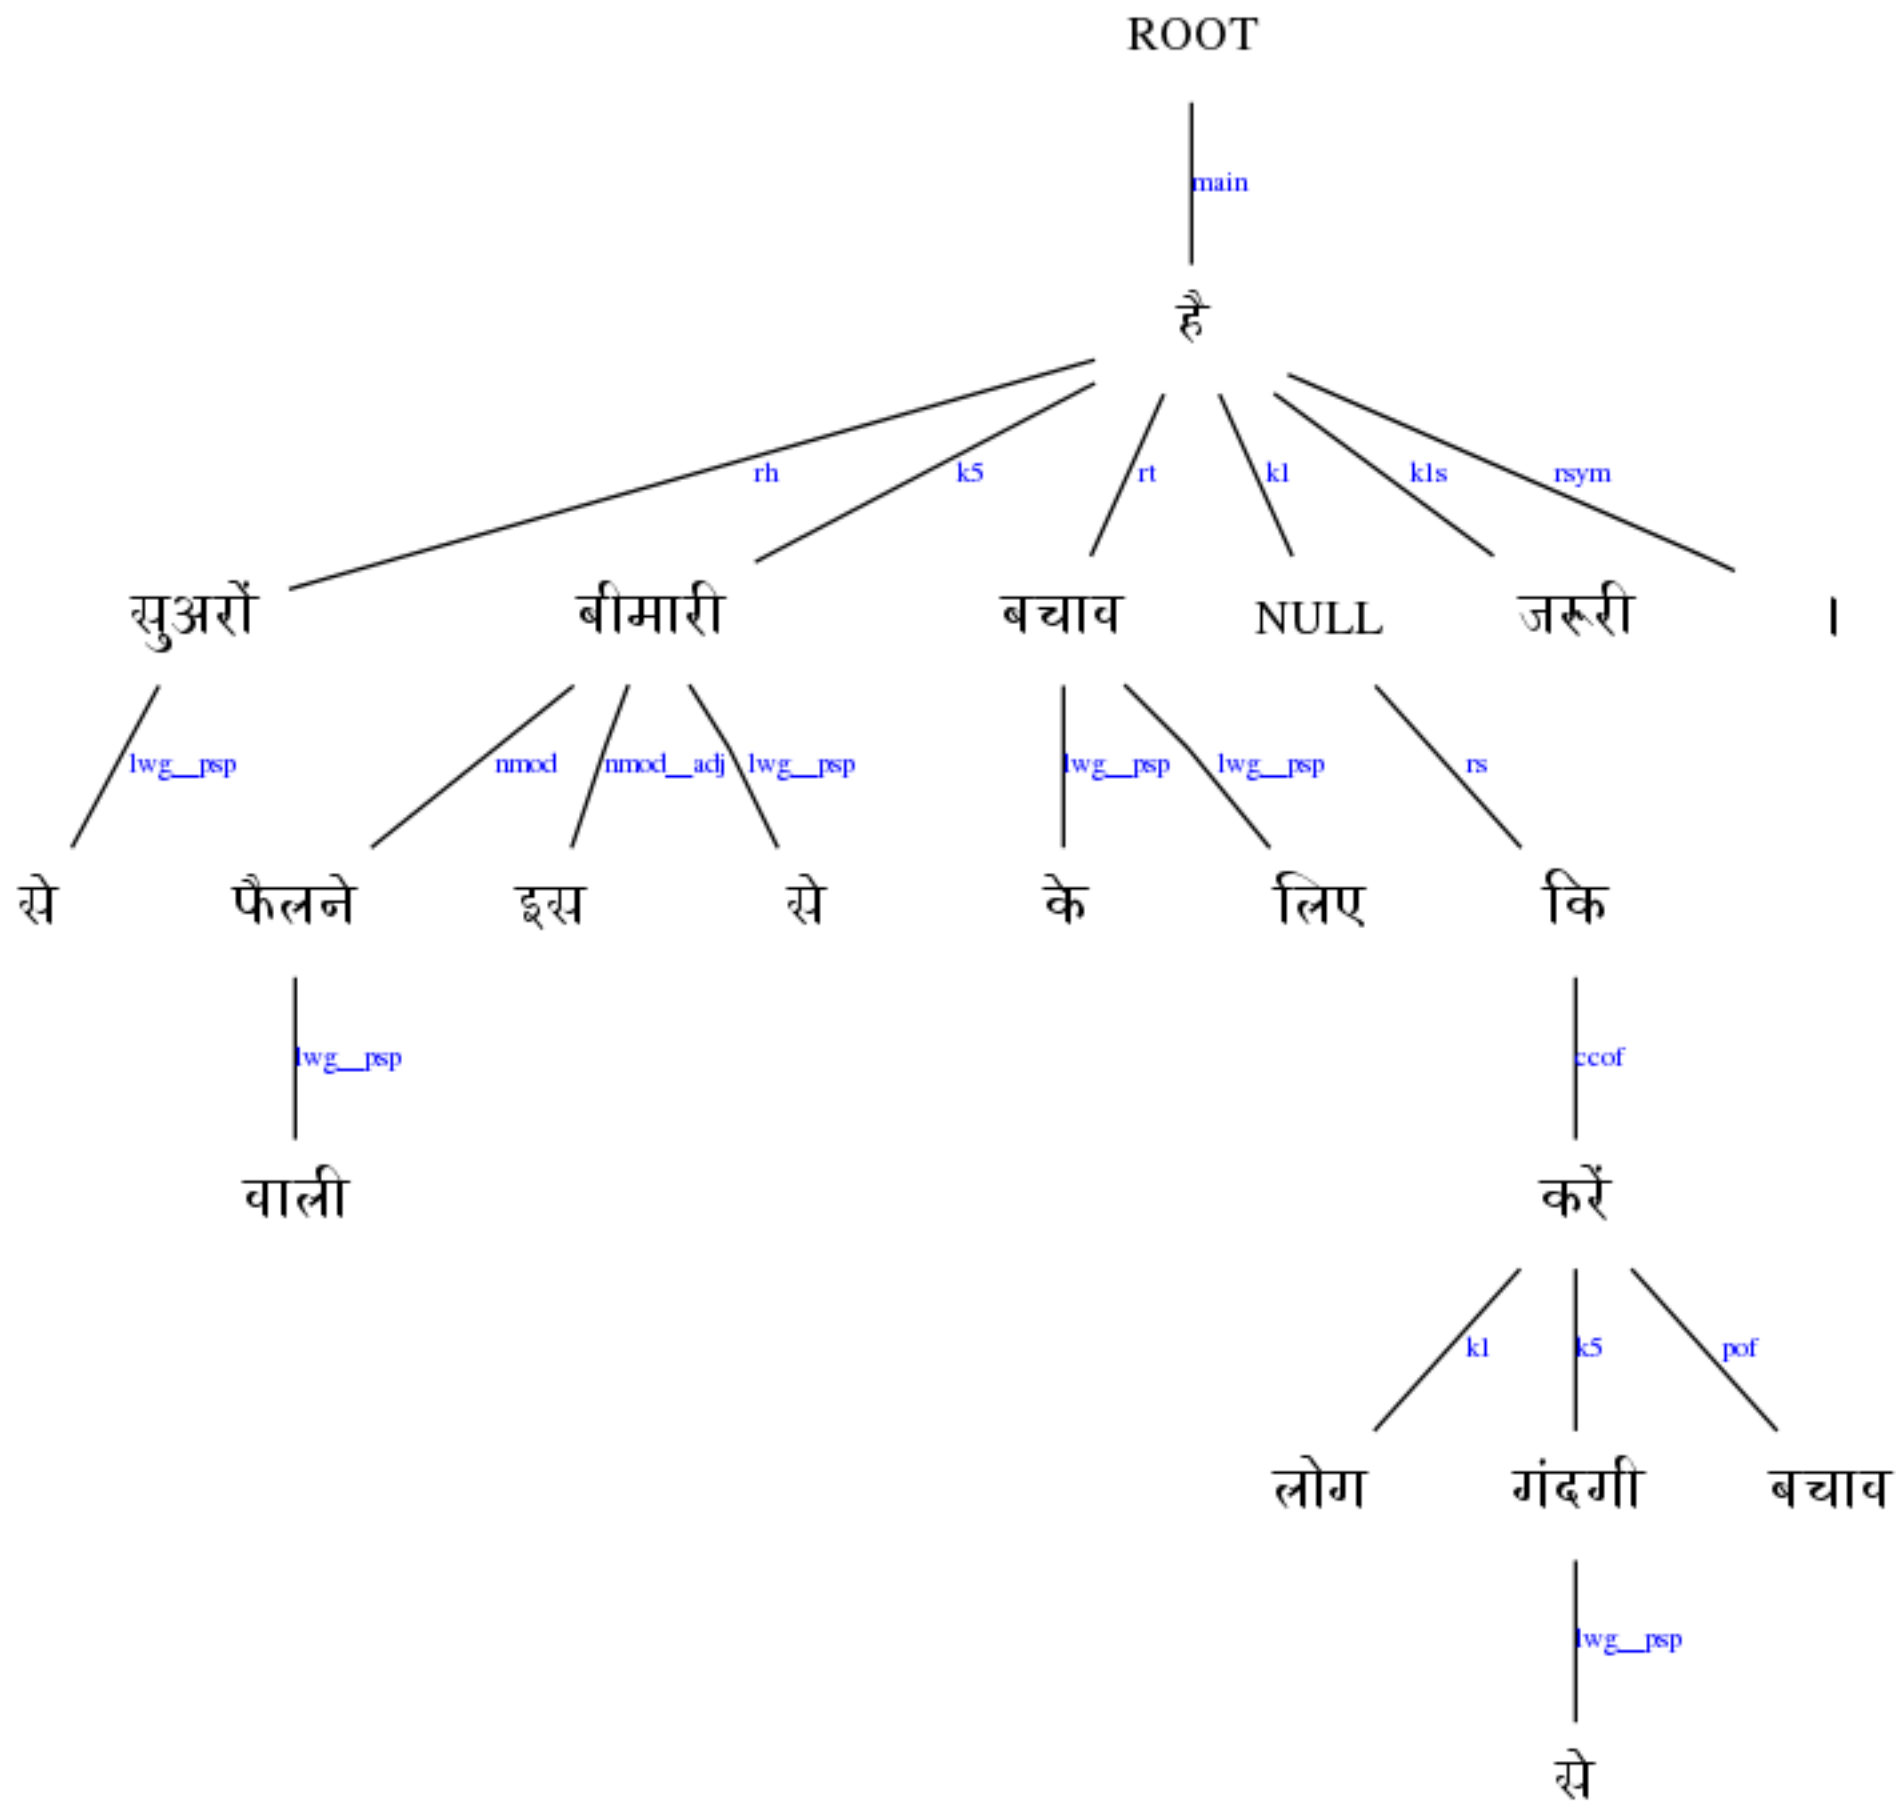 ROOT
main
है
rh k5 rt k1 k1s rsym
सुअरों बीमारी बचाव NULL जरूरी ।
lwg__psp nmod nmod__adj lwg__psp lwg__psp lwg__psp rs
से फैलने इस से के लिए कि
lwg__psp ccof
वाली करें
k1 k5 pof
लोग गंदगी बचाव
lwg__psp
से